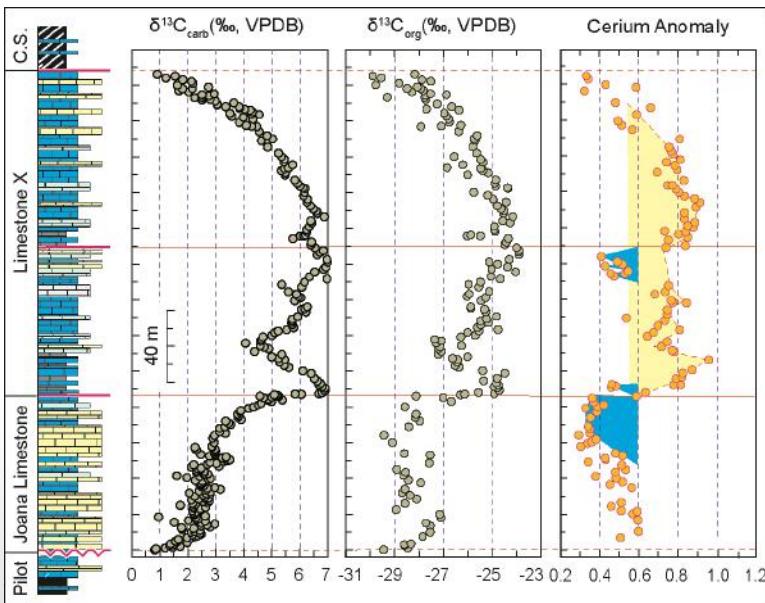 δ¹³Ccarb(‰, VPDB)
δ¹³Corg(‰, VPDB)
Cerium Anomaly
C.S.
Limestone X
Joana Limestone
Pilot
40 m
0 1 2 3 4 5 6 7
-31 -29 -27 -25 -23
0.2 0.4 0.6 0.8 1.0 1.2